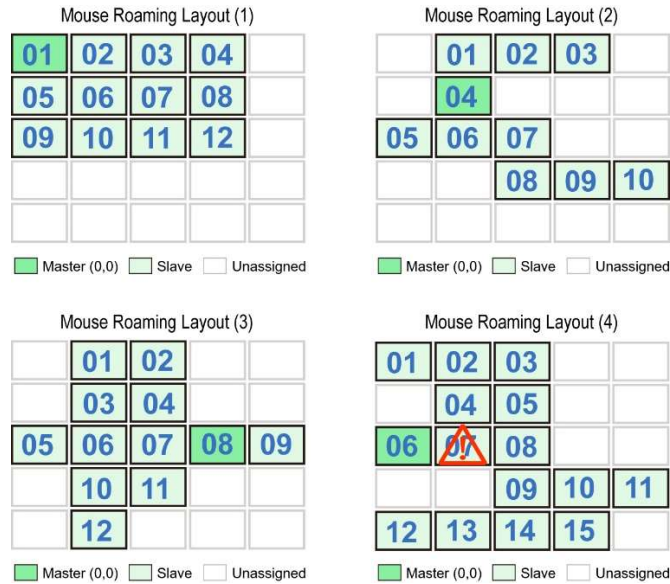 Mouse Roaming Layout (1)
01 02 03 04
05 06 07 08
09 10 11 12
Master (0,0) Slave Unassigned
Mouse Roaming Layout (2)
01 02 03
04
05 06 07
08 09 10
Master (0,0) Slave Unassigned
Mouse Roaming Layout (3)
01 02
03 04
05 06 07 08 09
10 11
12
Master (0,0) Slave Unassigned
Mouse Roaming Layout (4)
01 02 03
04 05
06 07 08
09 10 11
12 13 14 15
Master (0,0) Slave Unassigned